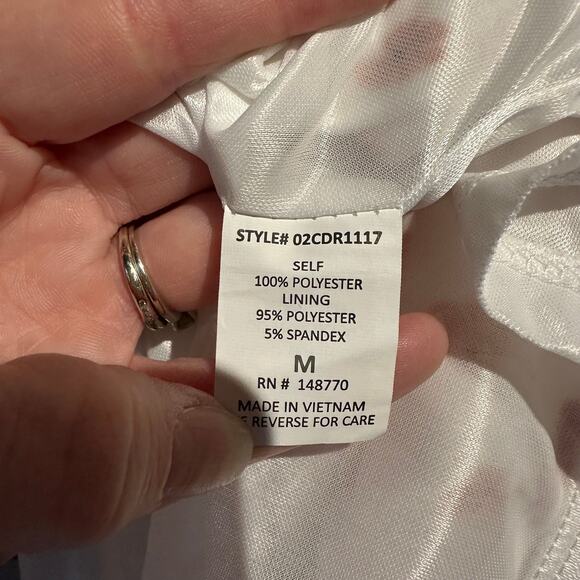 STYLE# 02CDR1117
SELF
100% POLYESTER
LINING
95% POLYESTER
5% SPANDEX
M
RN # 148770
MADE IN VIETNAM
REVERSE FOR CARE